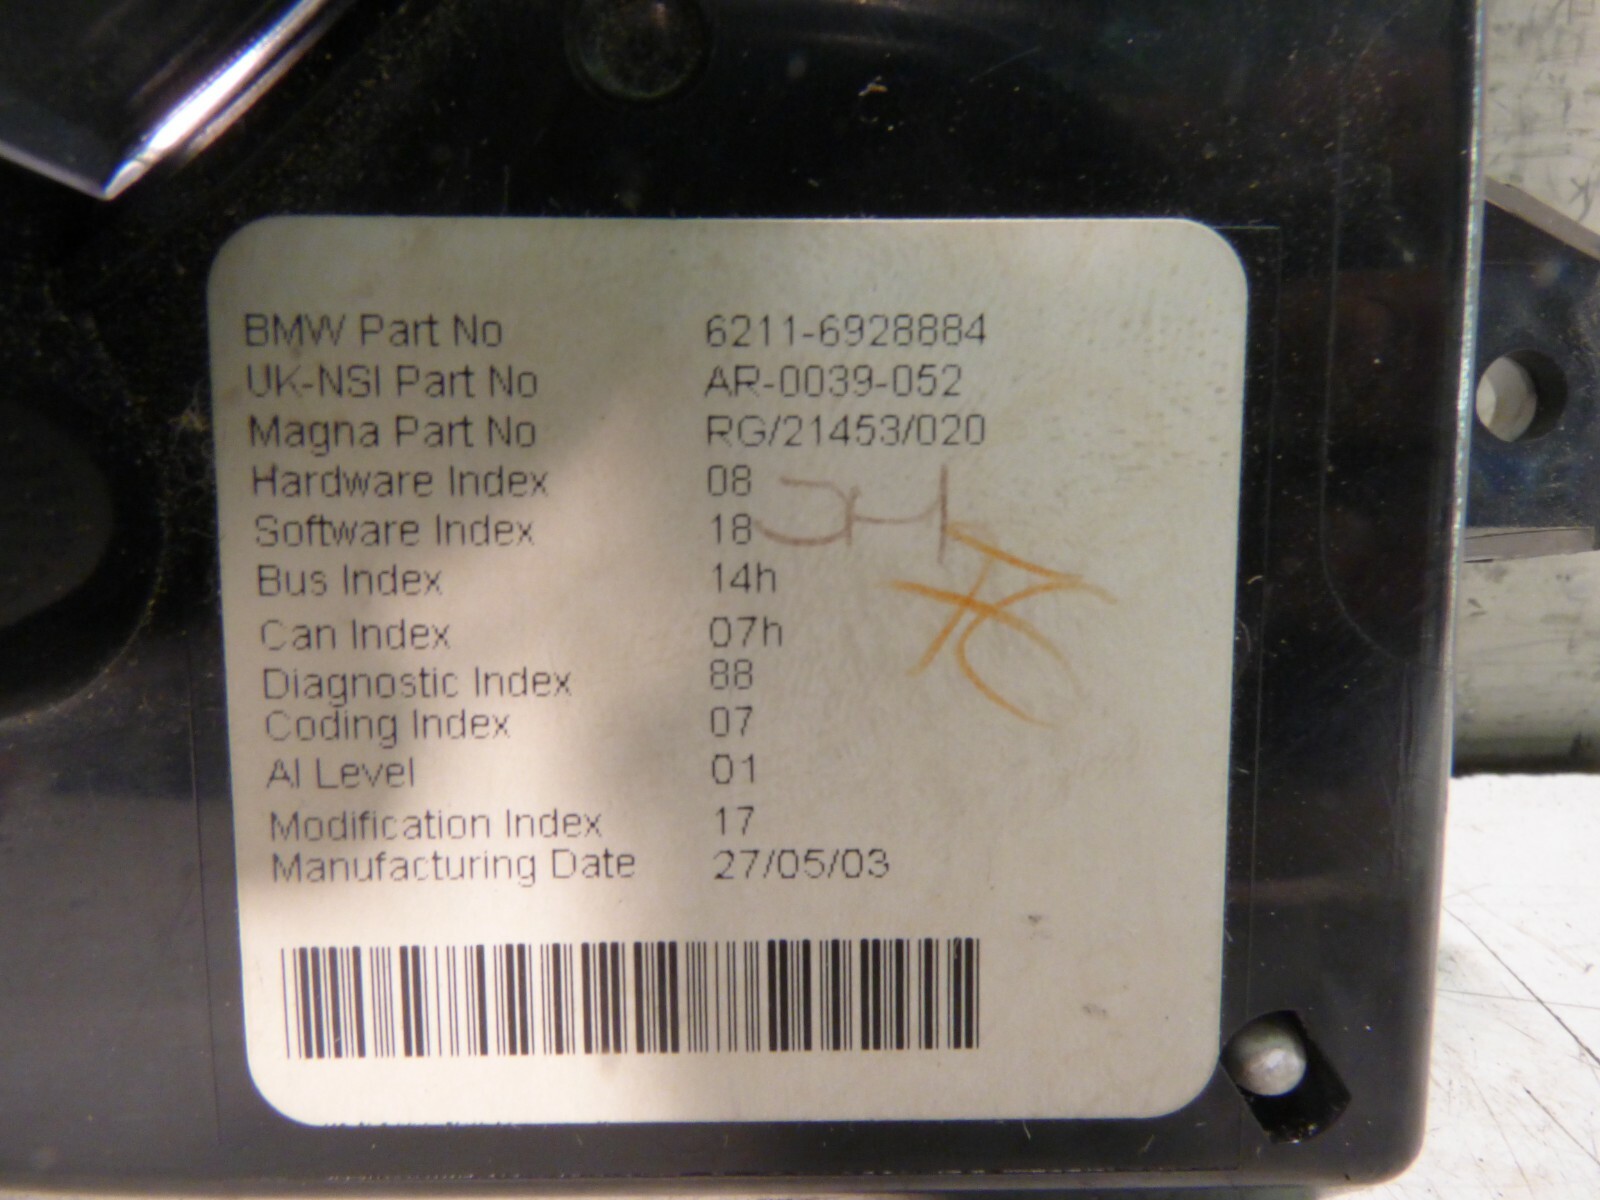 BMW Part No 6211-6928884
UK-NSI Part No AR-0039-052
Magna Part No RG/21453/020
Hardware Index 08
Software Index 18
Bus Index 14h
Can Index 07h
Diagnostic Index 88
Coding Index 07
AI Level 01
Modification Index 17
Manufacturing Date 27/05/03